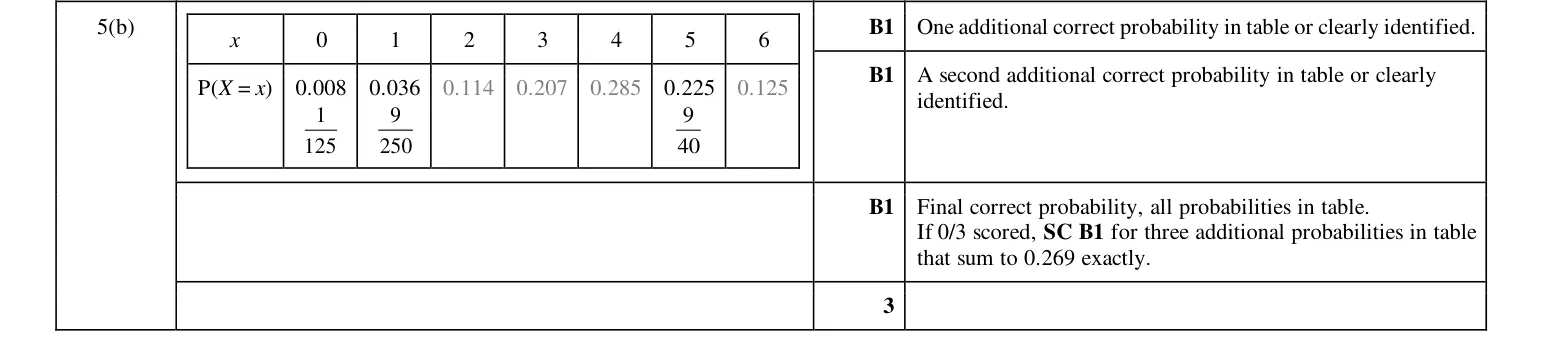 5(b)
x 0 1 2 3 4 5 6
P(X = x) 0.008 0.036 0.114 0.207 0.285 0.225 0.125
1 9 9
125 250 40
B1 One additional correct probability in table or clearly identified.
B1 A second additional correct probability in table or clearly
identified.
B1 Final correct probability, all probabilities in table.
If 0/3 scored, SC B1 for three additional probabilities in table
that sum to 0.269 exactly.
3